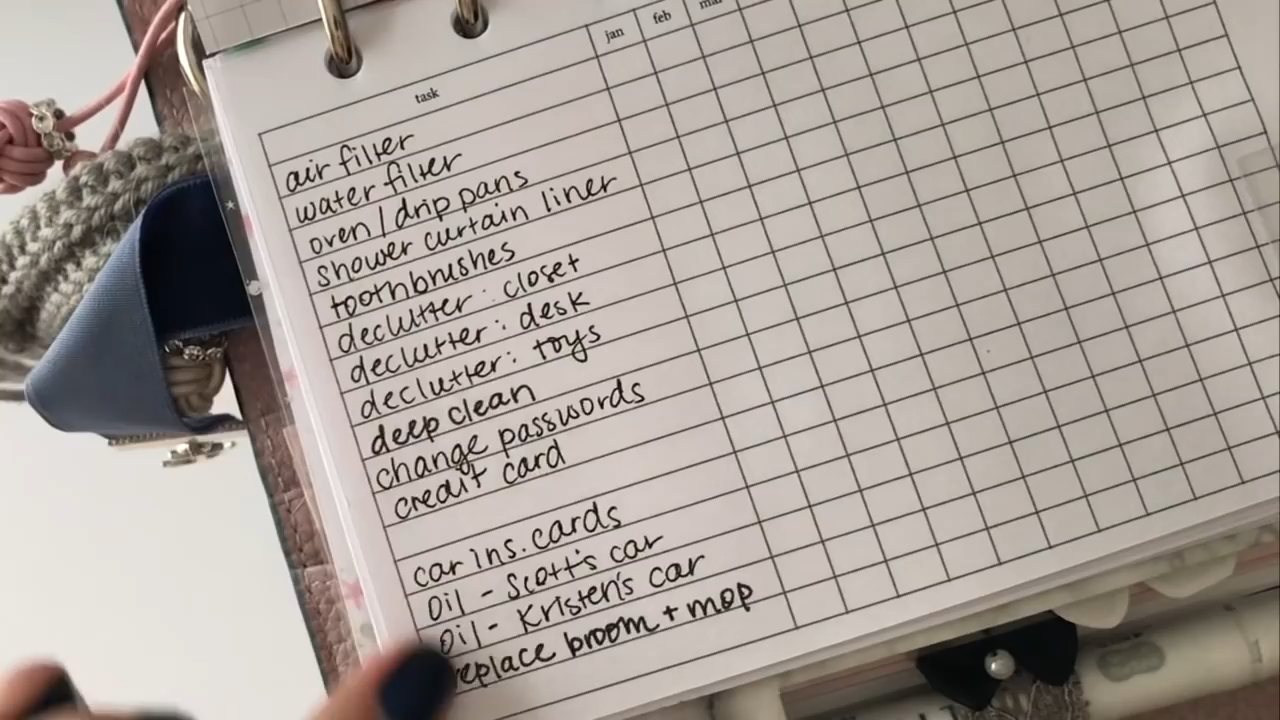 task jan feb mar
air filter
water filter
oven / drip pans
shower curtain liner
toothbrushes
declutter: closet
declutter: desk
declutter: toys
deep clean
change passwords
credit card
car ins. cards
Oil - Scott's car
Oil - Kristen's car
replace broom + mop